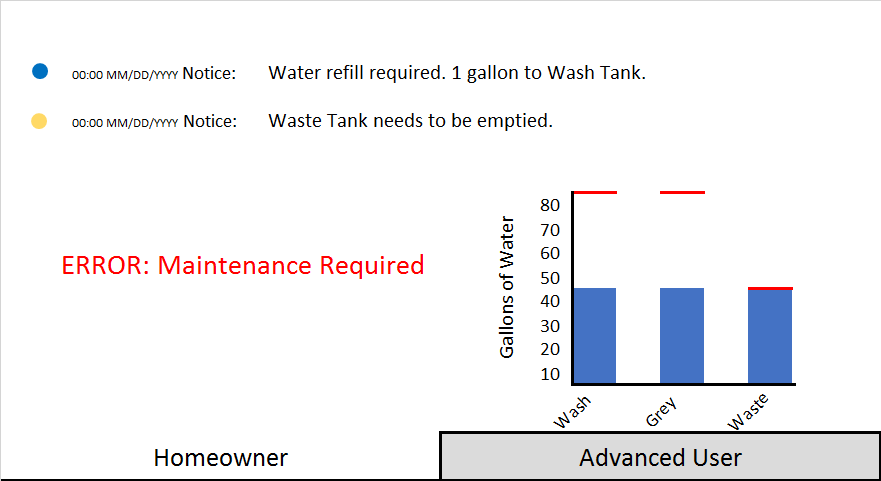 00:00 MM/DD/YYYY Notice: Water refill required. 1 gallon to Wash Tank.
00:00 MM/DD/YYYY Notice: Waste Tank needs to be emptied.
ERROR: Maintenance Required
Gallons of Water
80
70
60
50
40
30
20
10
Wash
Grey
Waste
Homeowner
Advanced User